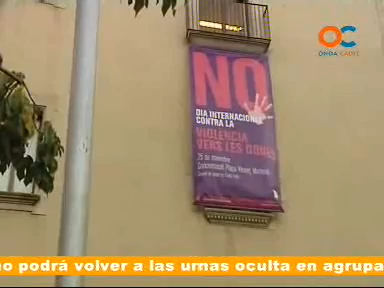 OC
ONDA CADIZ
NO
DIA INTERNACIONAL
CONTRA LA
VIOLENCIA
VERS LES DONES
25 de novembre
no podrá volver a las urnas oculta en agrupa